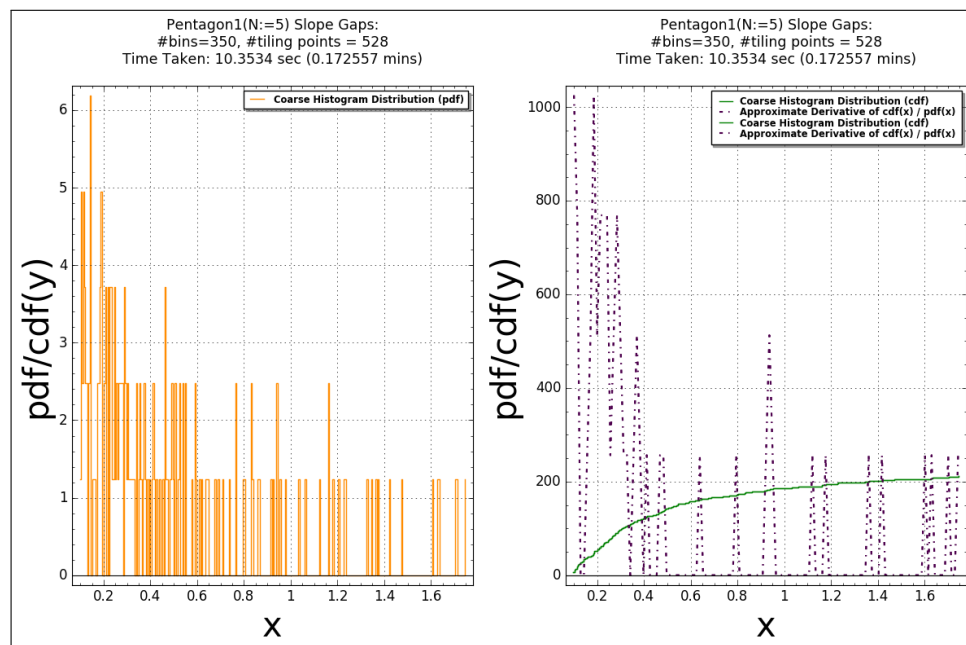 Pentagon1(N:=5) Slope Gaps:
#bins=350, #tiling points = 528
Time Taken: 10.3534 sec (0.172557 mins)
Coarse Histogram Distribution (pdf)
pdf/cdf(y)
6
5
4
3
2
1
0
0.2 0.4 0.6 0.8 1 1.2 1.4 1.6
x
Pentagon1(N:=5) Slope Gaps:
#bins=350, #tiling points = 528
Time Taken: 10.3534 sec (0.172557 mins)
Coarse Histogram Distribution (cdf)
Approximate Derivative of cdf(x) / pdf(x)
Coarse Histogram Distribution (cdf)
Approximate Derivative of cdf(x) / pdf(x)
pdf/cdf(y)
1000
800
600
400
200
0
0.2 0.4 0.6 0.8 1 1.2 1.4 1.6
x